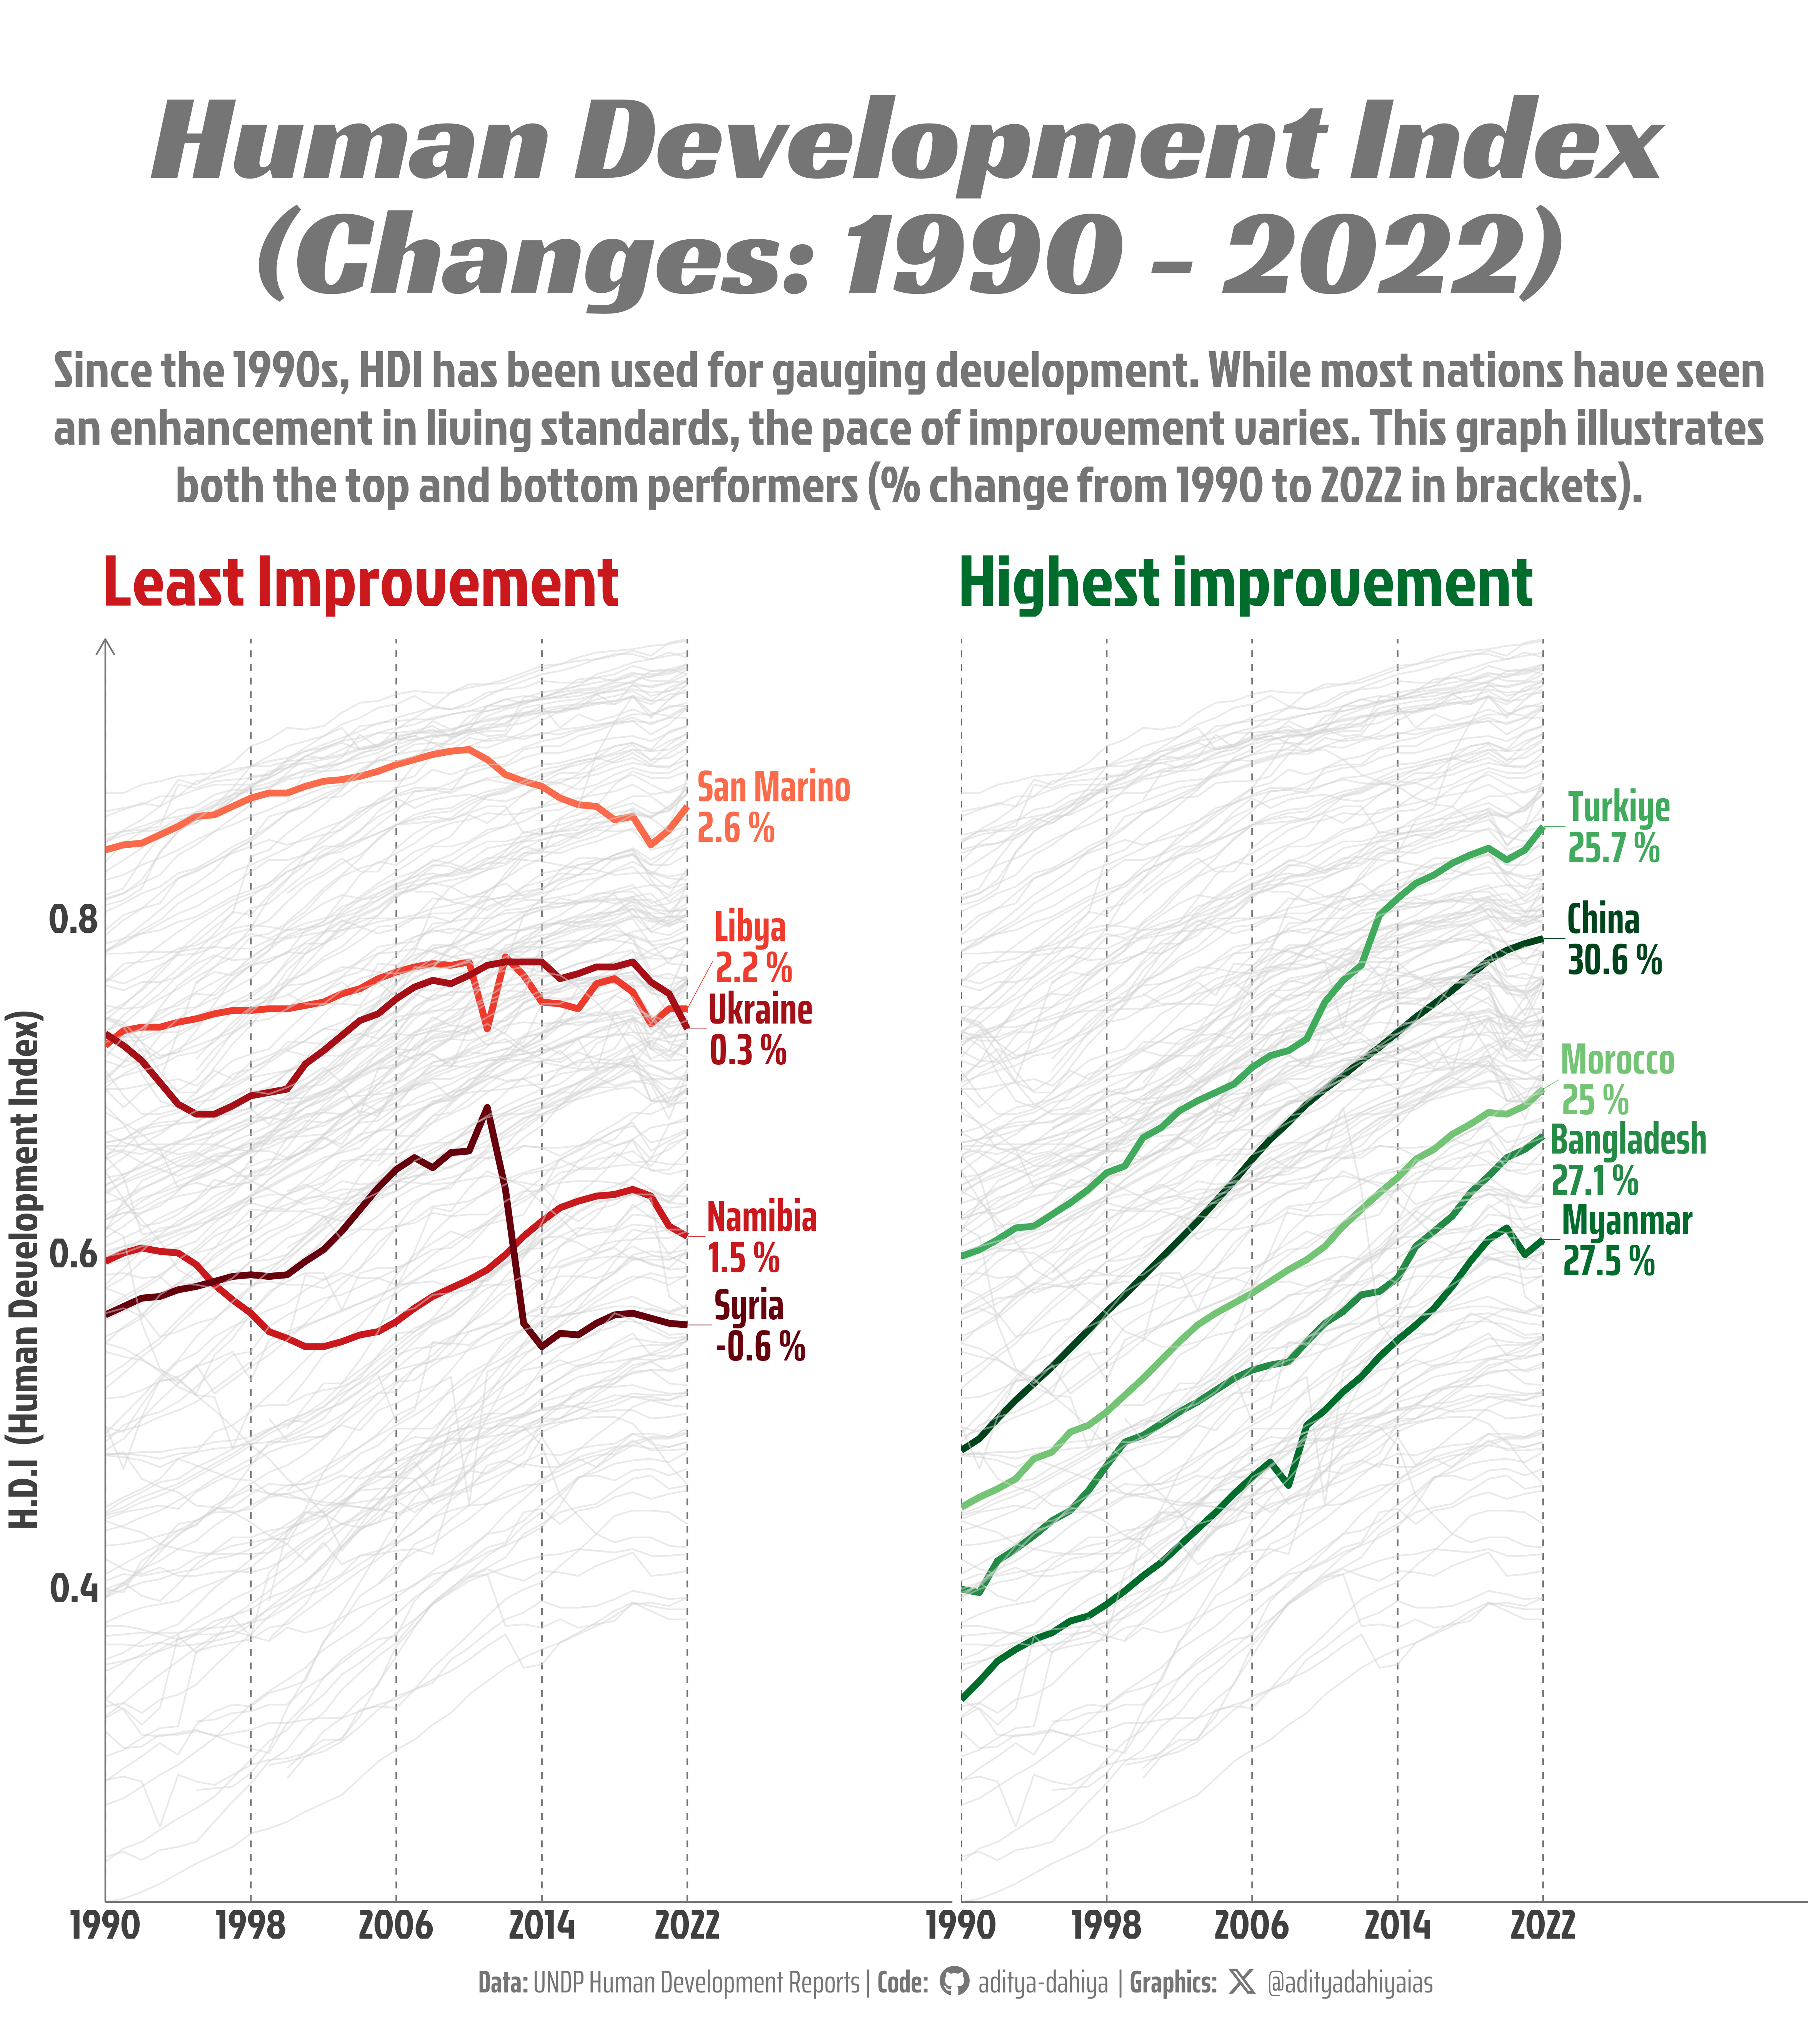 Human Development Index
(Changes: 1990 - 2022)
Since the 1990s, HDI has been used for gauging development. While most nations have seen
an enhancement in living standards, the pace of improvement varies. This graph illustrates
both the top and bottom performers (% change from 1990 to 2022 in brackets).
Least Improvement
H.D.I (Human Development Index)
0.8
0.6
0.4
San Marino
2.6 %
Libya
2.2 %
Ukraine
0.3 %
Namibia
1.5 %
Syria
-0.6 %
1990 1998 2006 2014 2022
Highest improvement
Turkiye
25.7 %
China
30.6 %
Morocco
25 %
Bangladesh
27.1 %
Myanmar
27.5 %
1990 1998 2006 2014 2022
Data: UNDP Human Development Reports | Code: aditya-dahiya | Graphics: @adityadahiyaias